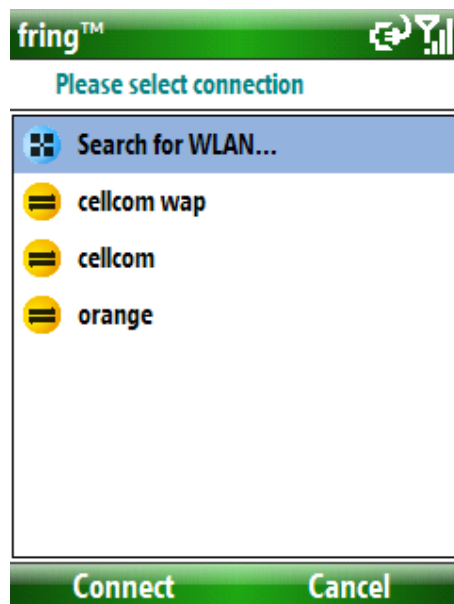 fring™
Please select connection
Search for WLAN...
cellcom wap
cellcom
orange
Connect Cancel